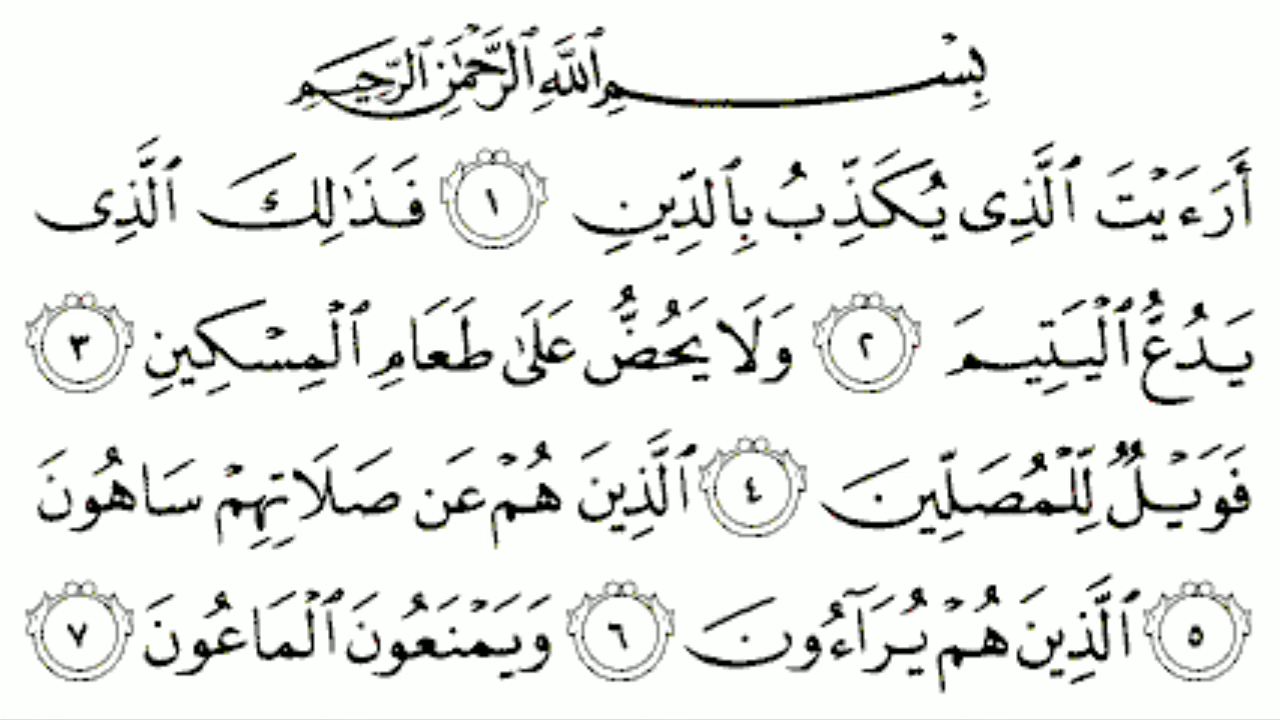 بِسْمِ ٱللَّهِ ٱلرَّحْمَٰنِ ٱلرَّحِيمِ
أَرَءَيْتَ ٱلَّذِى يُكَذِّبُ بِٱلدِّينِ ١ فَذَٰلِكَ ٱلَّذِى
يَدُعُّ ٱلْيَتِيمَ ٢ وَلَا يَحُضُّ عَلَىٰ طَعَامِ ٱلْمِسْكِينِ ٣
فَوَيْلٌ لِّلْمُصَلِّينَ ٤ ٱلَّذِينَ هُمْ عَن صَلَاتِهِمْ سَاهُونَ
٥ ٱلَّذِينَ هُمْ يُرَآءُونَ ٦ وَيَمْنَعُونَ ٱلْمَاعُونَ ٧